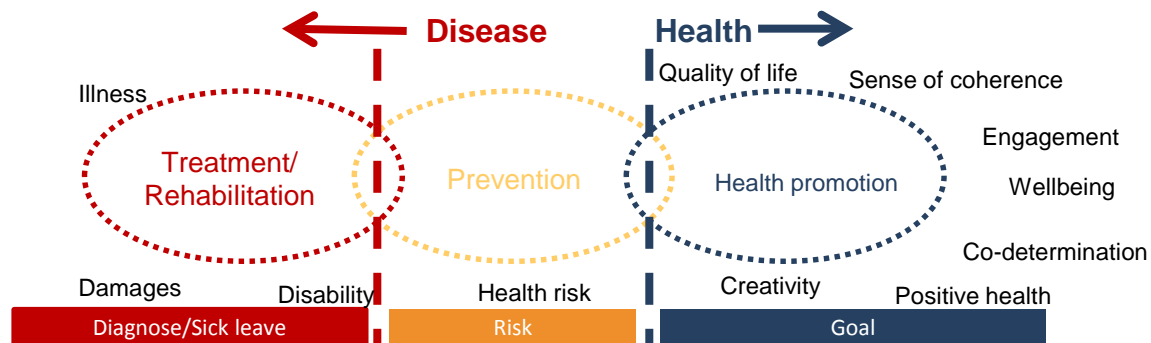 Disease
Health
Quality of life
Sense of coherence
Illness
Engagement
Treatment/
Rehabilitation
Prevention
Health promotion
Wellbeing
Co-determination
Damages
Disability
Health risk
Creativity
Positive health
Diagnose/Sick leave
Risk
Goal